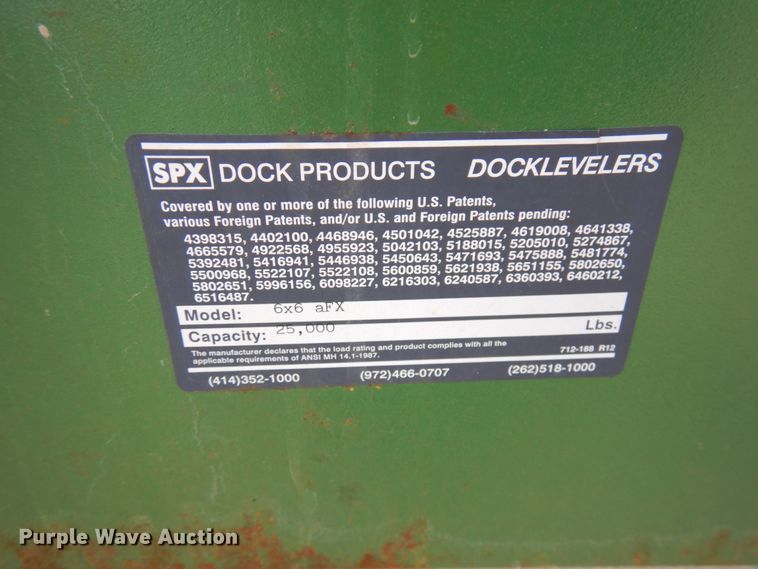 SPX DOCK PRODUCTS DOCKLEVELERS
Covered by one or more of the following U.S. Patents,
various Foreign Patents, and/or U.S. and Foreign Patents pending:
4398315, 4402100, 4468946, 4501042, 4525887, 4619008, 4641338,
4665579, 4922568, 4955923, 5042103, 5188015, 5205010, 5274867,
5392481, 5416941, 5446938, 5450643, 5471693, 5475888, 5481774,
5500968, 5522107, 5522108, 5600859, 5621938, 5651155, 5802650,
5802651, 5996156, 6098227, 6216303, 6240587, 6360393, 6460212,
6516487.
Model: 6x6 aFX
Capacity: 25,000 Lbs.
The manufacturer declares that the load rating and product complies with all the
applicable requirements of ANSI MH 14.1-1987.
712-168 R12
(414)352-1000 (972)466-0707 (262)518-1000
Purple Wave Auction